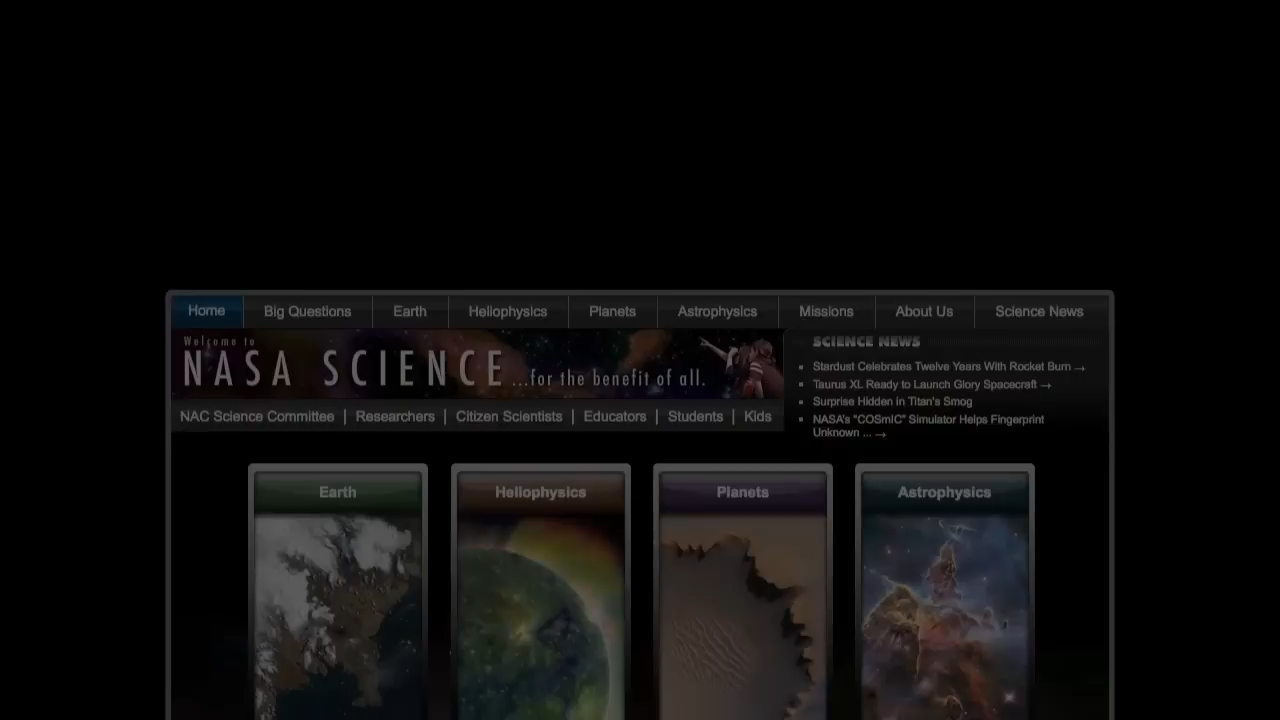 Home Big Questions Earth Heliophysics Planets Astrophysics Missions About Us Science News
Welcome to
NASA SCIENCE ...for the benefit of all.
NAC Science Committee | Researchers | Citizen Scientists | Educators | Students | Kids
SCIENCE NEWS
Stardust Celebrates Twelve Years With Rocket Burn →
Taurus XL Ready to Launch Glory Spacecraft →
Surprise Hidden in Titan's Smog
NASA's "COSmIC" Simulator Helps Fingerprint
Unknown ... →
Earth Heliophysics Planets Astrophysics